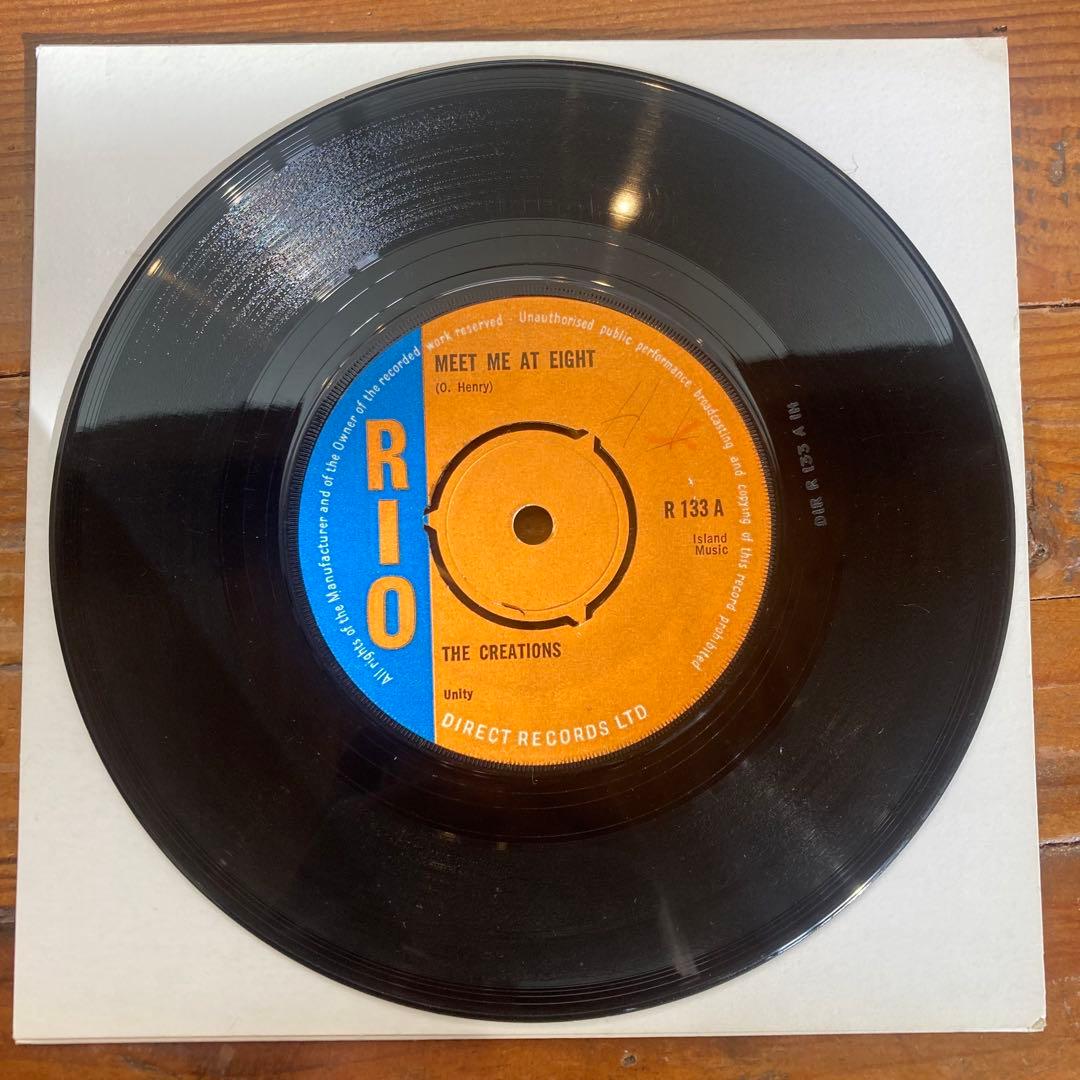 All rights of the Manufacturer and of the Owner of the recorded work reserved - Unauthorised public performance broadcasting and copying of this record prohibited
MEET ME AT EIGHT
(O. Henry)
RIO
R 133 A
Island
Music
THE CREATIONS
Unity
DIRECT RECORDS LTD
DIR R 133 A IN